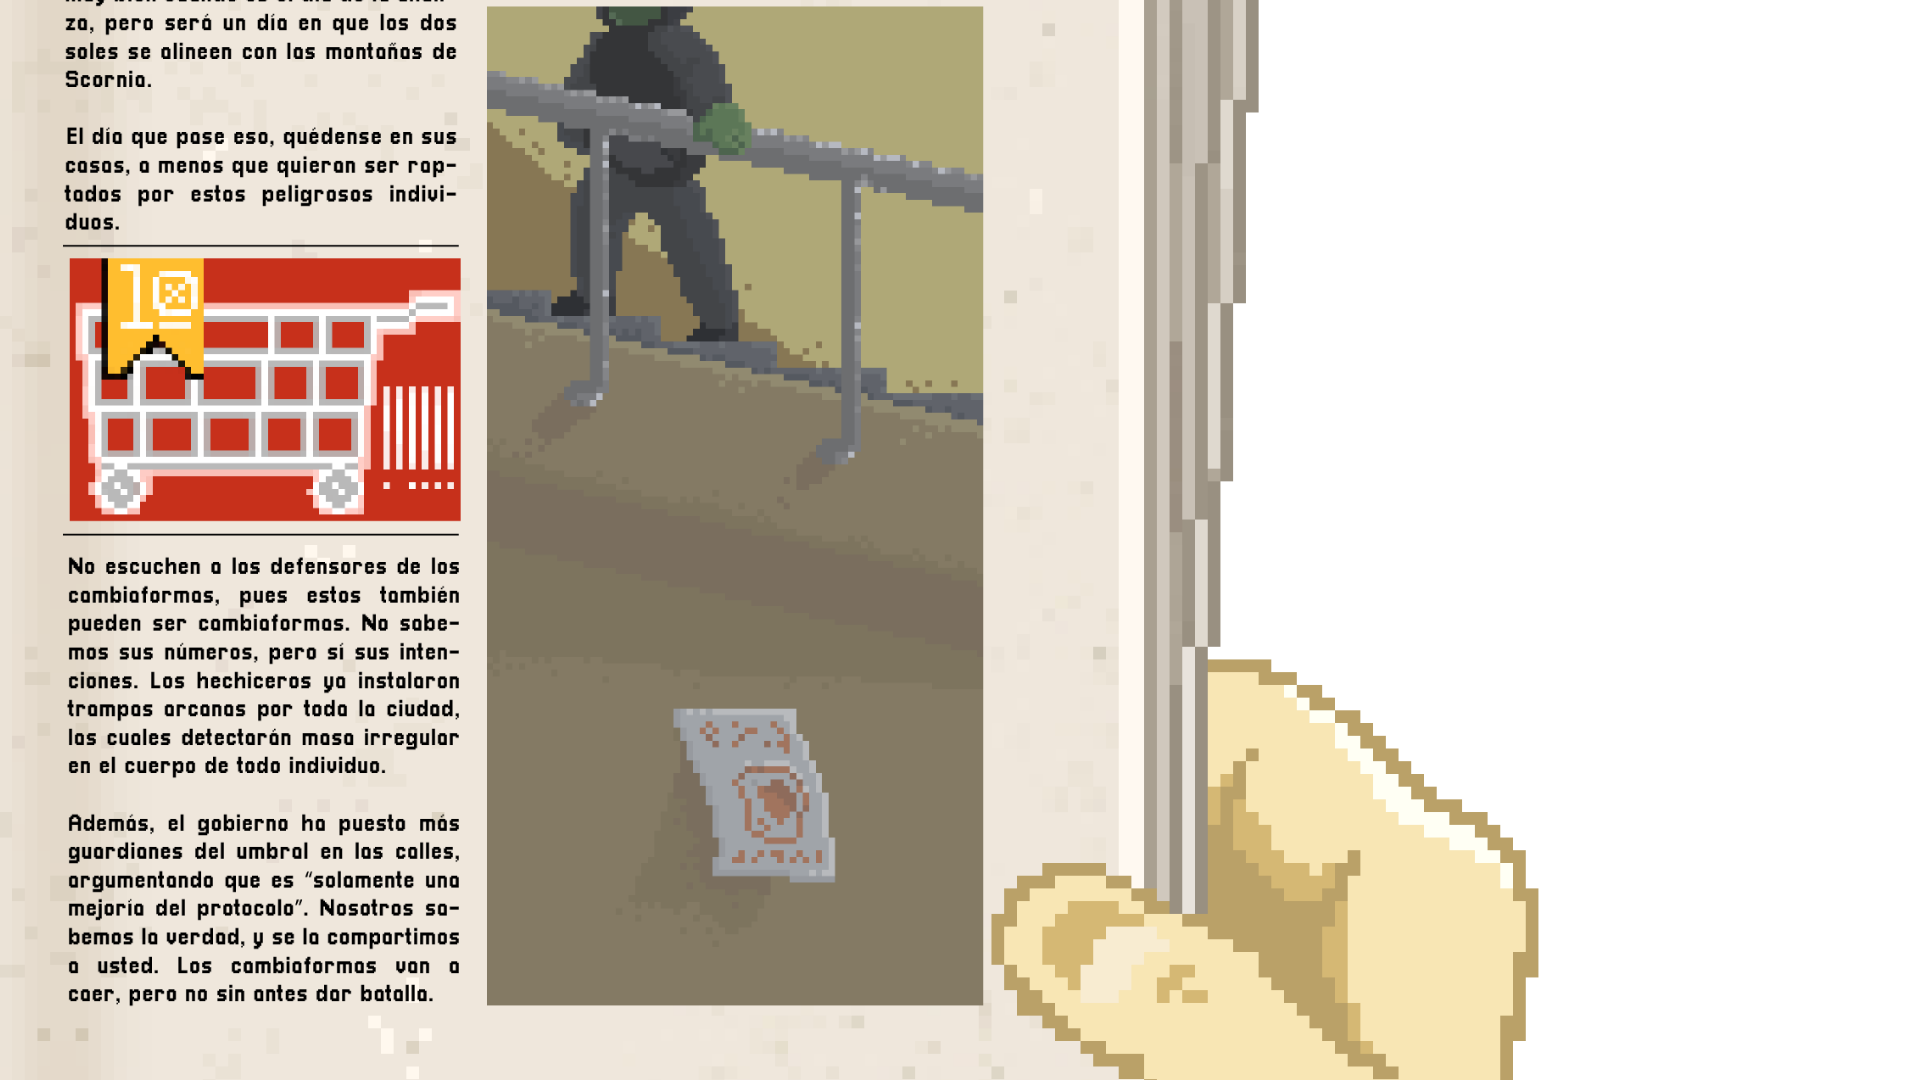 za, pero será un día en que los dos
soles se alineen con las montañas de
Scornia.
El día que pase eso, quédense en sus
casas, a menos que quieran ser rap-
tados por estos peligrosos indivi-
duos.
10
No escuchen a los defensores de los
cambiaformas, pues estos también
pueden ser cambiaformas. No sabe-
mos sus números, pero sí sus inten-
ciones. Los hechiceros ya instalaron
trampas arcanas por toda la ciudad,
las cuales detectarán masa irregular
en el cuerpo de todo individuo.
Además, el gobierno ha puesto más
guardianes del umbral en las calles,
argumentando que es "solamente una
mejoría del protocolo". Nosotros sa-
bemos la verdad, y se la compartimos
a usted. Los cambiaformas van a
caer, pero no sin antes dar batalla.